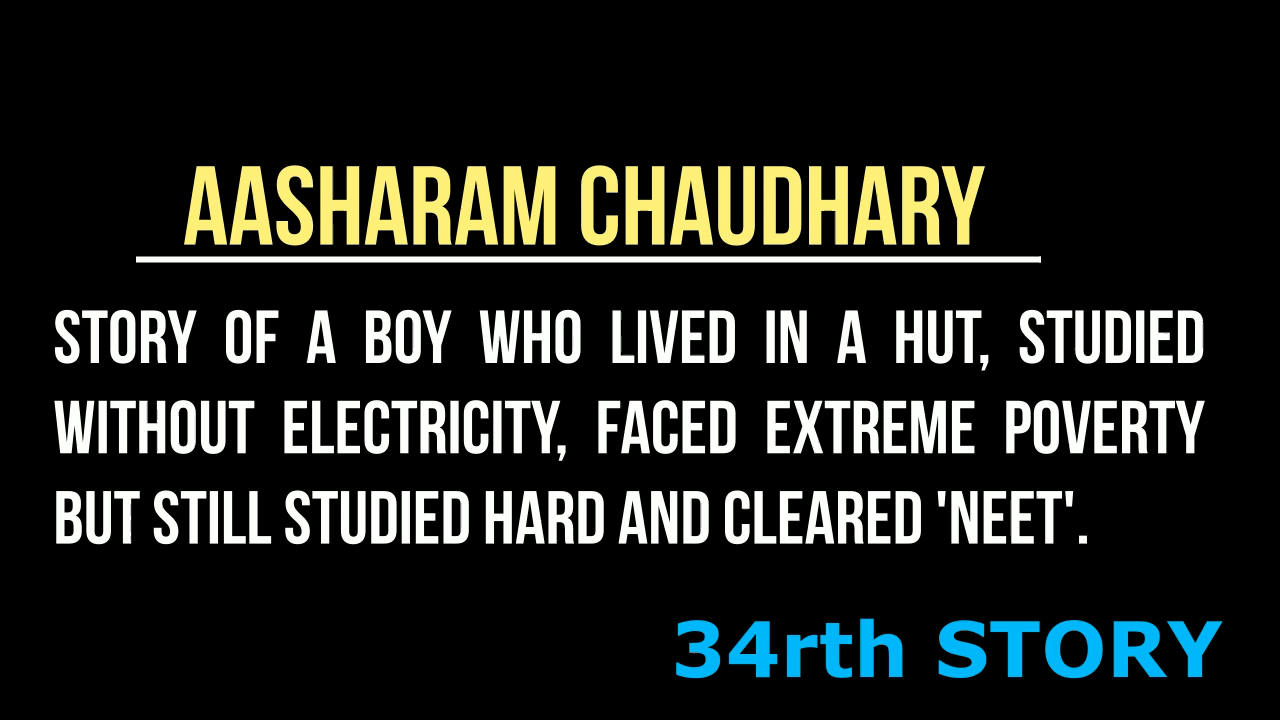 AASHARAM CHAUDHARY
STORY OF A BOY WHO LIVED IN A HUT, STUDIED
WITHOUT ELECTRICITY, FACED EXTREME POVERTY
BUT STILL STUDIED HARD AND CLEARED 'NEET'.
34rth STORY